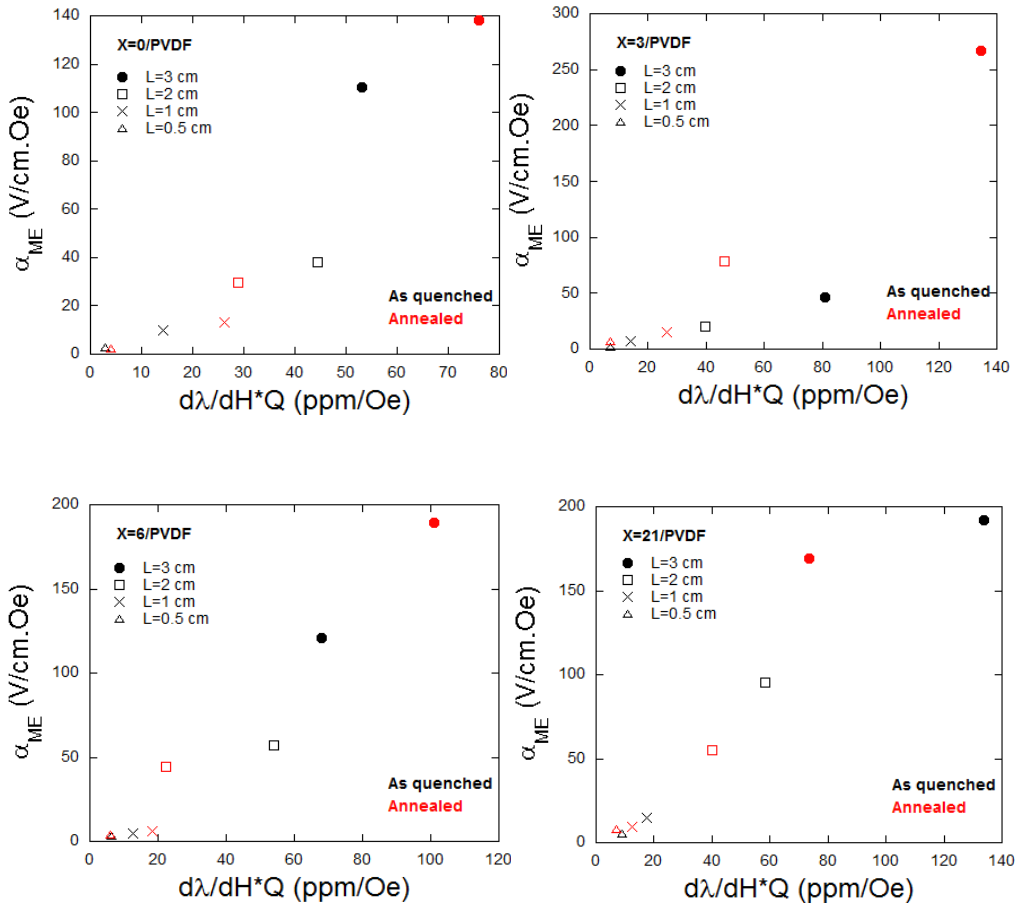 X=0/PVDF
L=3 cm
L=2 cm
L=1 cm
L=0.5 cm
As quenched
Annealed
α_ME (V/cm.Oe)
0
20
40
60
80
100
120
140
0 10 20 30 40 50 60 70 80
dλ/dH*Q (ppm/Oe)
X=3/PVDF
L=3 cm
L=2 cm
L=1 cm
L=0.5 cm
As quenched
Annealed
α_ME (V/cm.Oe)
0
50
100
150
200
250
300
0 20 40 60 80 100 120 140
dλ/dH*Q (ppm/Oe)
X=6/PVDF
L=3 cm
L=2 cm
L=1 cm
L=0.5 cm
As quenched
Annealed
α_ME (V/cm.Oe)
0
50
100
150
200
0 20 40 60 80 100 120
dλ/dH*Q (ppm/Oe)
X=21/PVDF
L=3 cm
L=2 cm
L=1 cm
L=0.5 cm
As quenched
Annealed
α_ME (V/cm.Oe)
0
50
100
150
200
0 20 40 60 80 100 120 140
dλ/dH*Q (ppm/Oe)